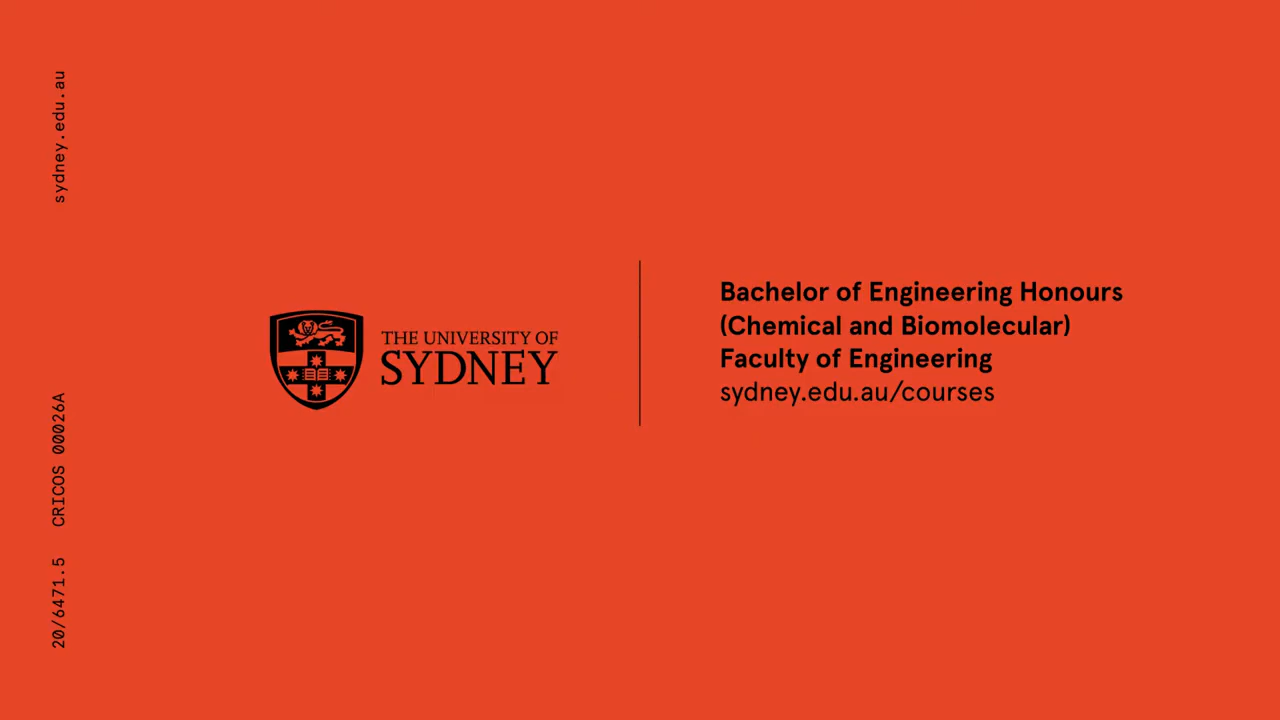 sydney.edu.au
CRICOS 00026A
20/6471.5
THE UNIVERSITY OF
SYDNEY
Bachelor of Engineering Honours
(Chemical and Biomolecular)
Faculty of Engineering
sydney.edu.au/courses